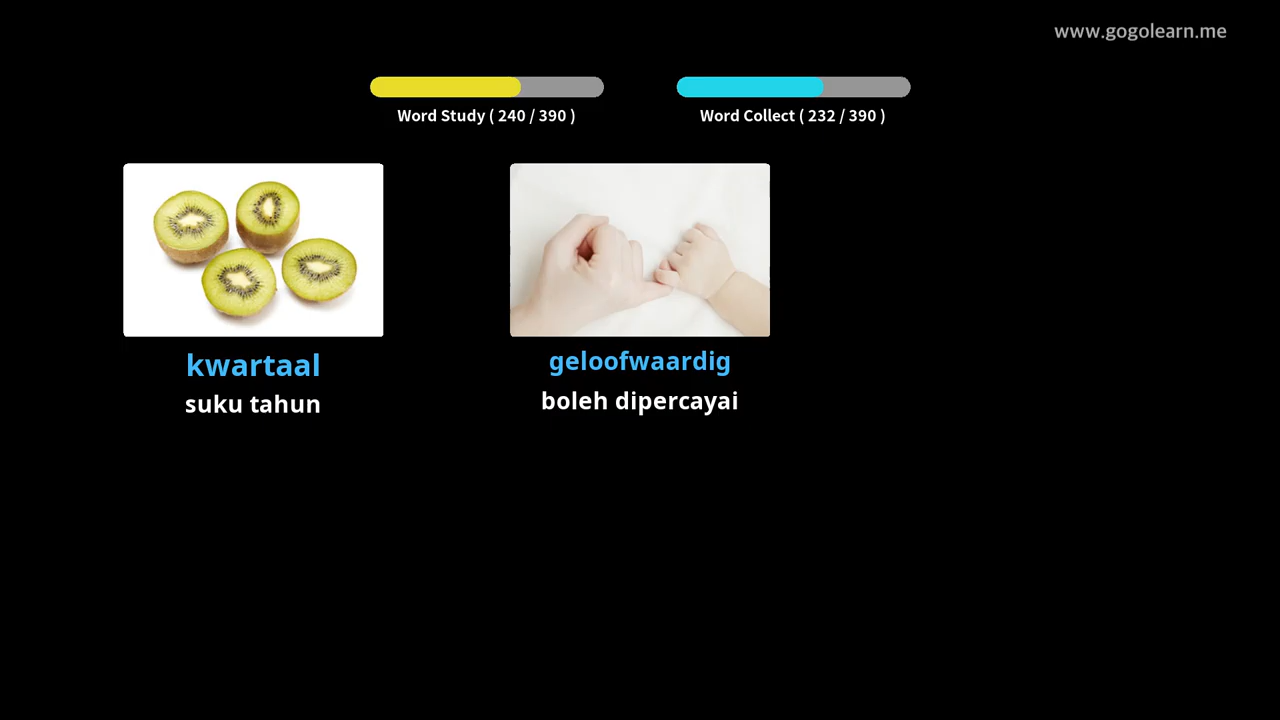 www.gogolearn.me
Word Study ( 240 / 390 )
Word Collect ( 232 / 390 )
kwartaal
suku tahun
geloofwaardig
boleh dipercayai